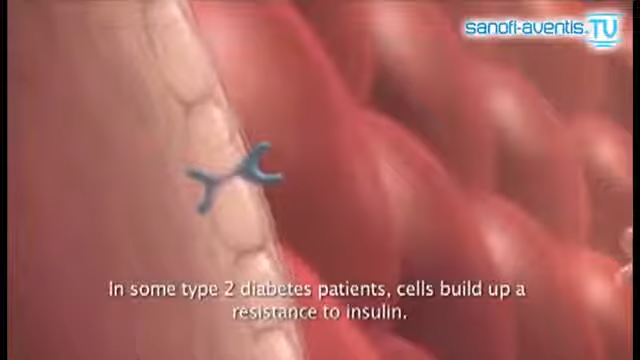 sanofi-aventis.TV
In some type 2 diabetes patients, cells build up a
resistance to insulin.